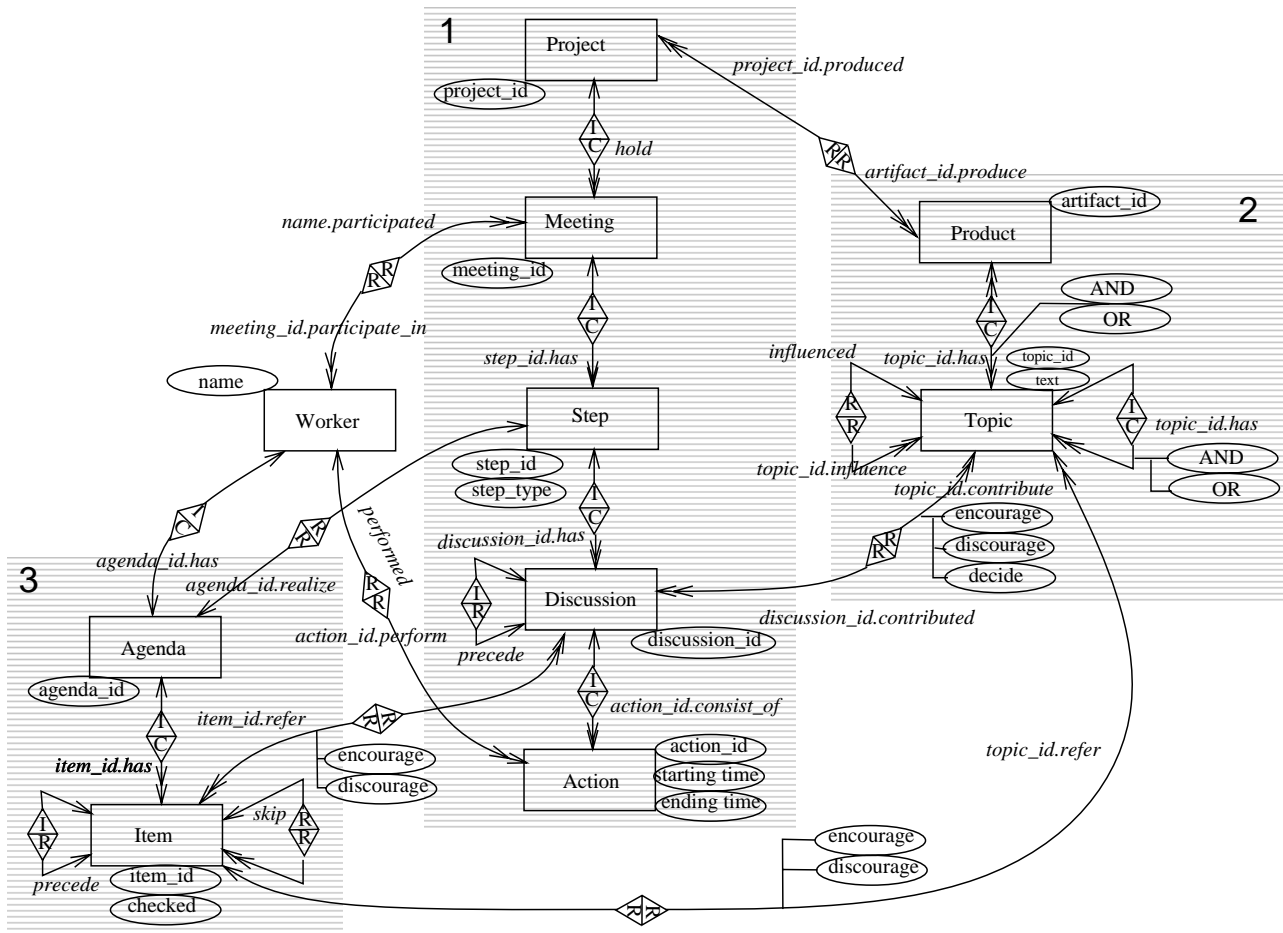 1
Project
project_id
project_id.produced
I
C
hold
R
R
artifact_id.produce
name.participated
Meeting
meeting_id
artifact_id
2
Product
R
R
I
C
I
C
AND
OR
meeting_id.participate_in
step_id.has
influenced
topic_id.has
topic_id
text
name
Worker
Step
R
R
Topic
I
C
topic_id.has
step_id
step_type
topic_id.influence
AND
OR
topic_id.contribute
I
C
R
R
performed
I
C
encourage
discourage
decide
R
R
discussion_id.has
3
agenda_id.has
agenda_id.realize
R
R
I
R
Discussion
discussion_id.contributed
action_id.perform
precede
discussion_id
Agenda
agenda_id
I
C
action_id.consist_of
I
C
item_id.refer
R
R
item_id.has
encourage
discourage
Action
action_id
starting time
ending time
topic_id.refer
I
R
Item
skip
R
R
precede
item_id
checked
encourage
discourage
R
R